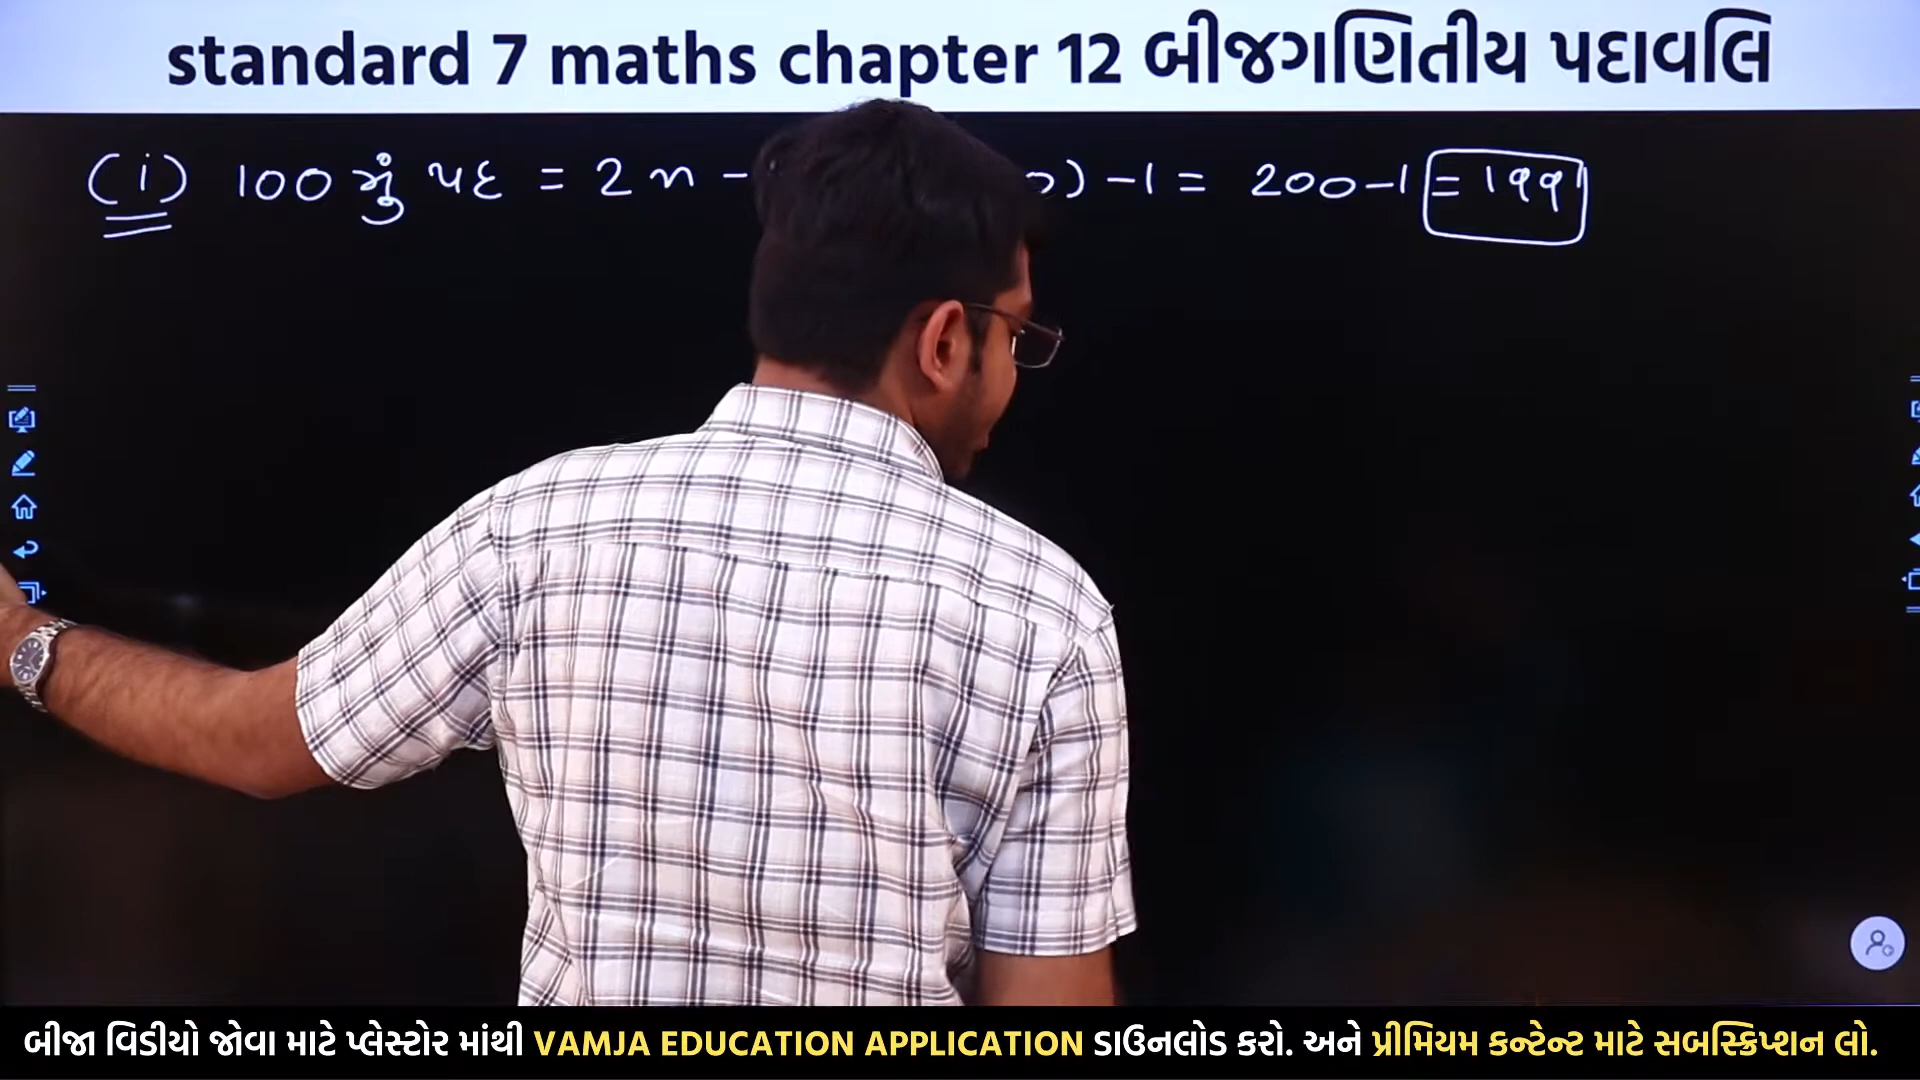 standard 7 maths chapter 12 બીજગણિતીય પદાવલિ
(i) 100 મું પદ = 2n - ) - 1 = 200 - 1 = 199
બીજા વિડીયો જોવા માટે પ્લેસ્ટોર માંથી VAMJA EDUCATION APPLICATION ડાઉનલોડ કરો. અને પ્રીમિયમ કન્ટેન્ટ માટે સબસ્ક્રિપ્શન લો.